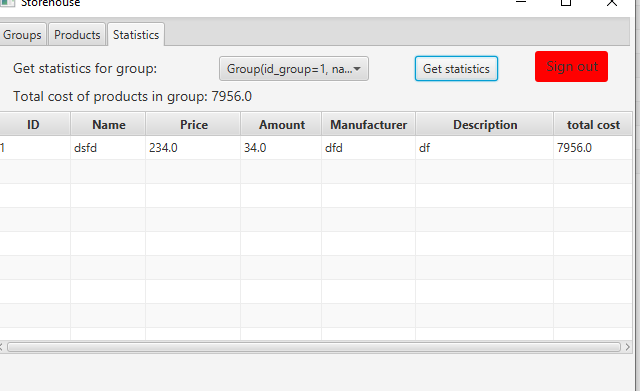 Storehouse
Groups Products Statistics
Get statistics for group: Group(id_group=1, na... Get statistics Sign out
Total cost of products in group: 7956.0
ID Name Price Amount Manufacturer Description total cost
1 dsfd 234.0 34.0 dfd df 7956.0